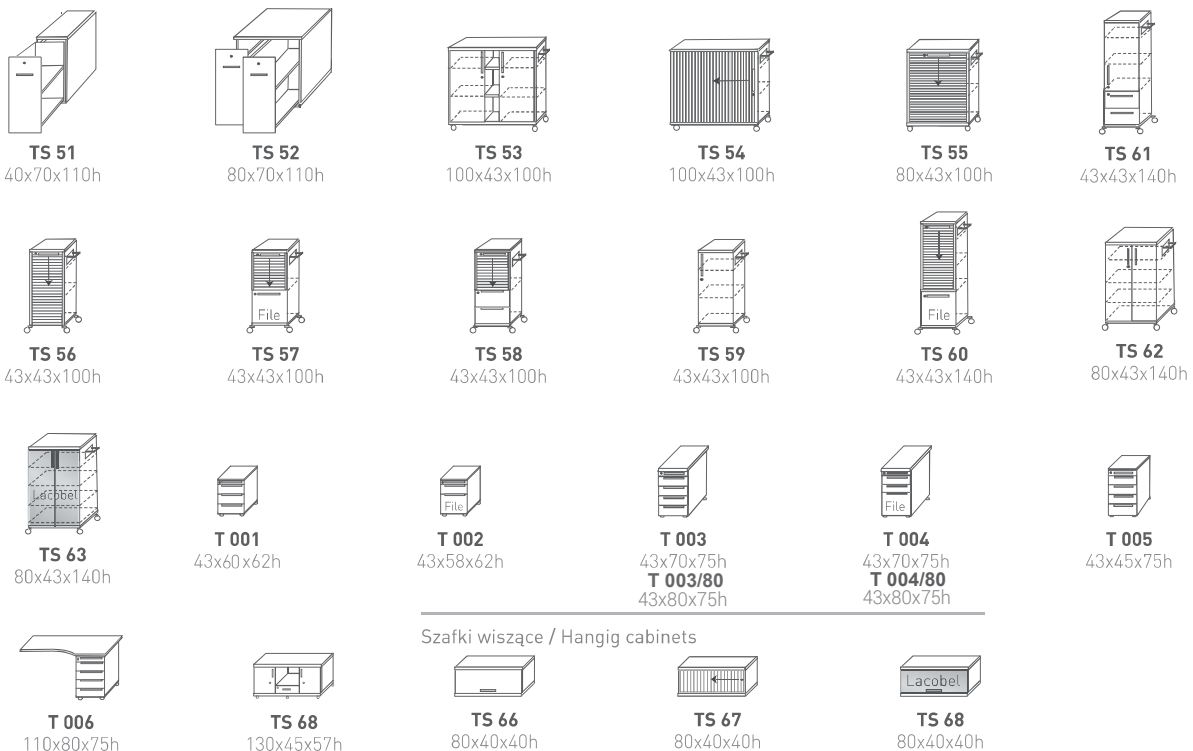 TS 51
40x70x110h
TS 52
80x70x110h
TS 53
100x43x100h
TS 54
100x43x100h
TS 55
80x43x100h
TS 61
43x43x140h
TS 56
43x43x100h
File
TS 57
43x43x100h
TS 58
43x43x100h
TS 59
43x43x100h
File
TS 60
43x43x140h
TS 62
80x43x140h
Lacobel
TS 63
80x43x140h
T 001
43x60x62h
File
T 002
43x58x62h
T 003
43x70x75h
T 003/80
43x80x75h
File
T 004
43x70x75h
T 004/80
43x80x75h
T 005
43x45x75h
T 006
110x80x75h
TS 68
130x45x57h
Szafki wiszące / Hangig cabinets
TS 66
80x40x40h
TS 67
80x40x40h
Lacobel
TS 68
80x40x40h